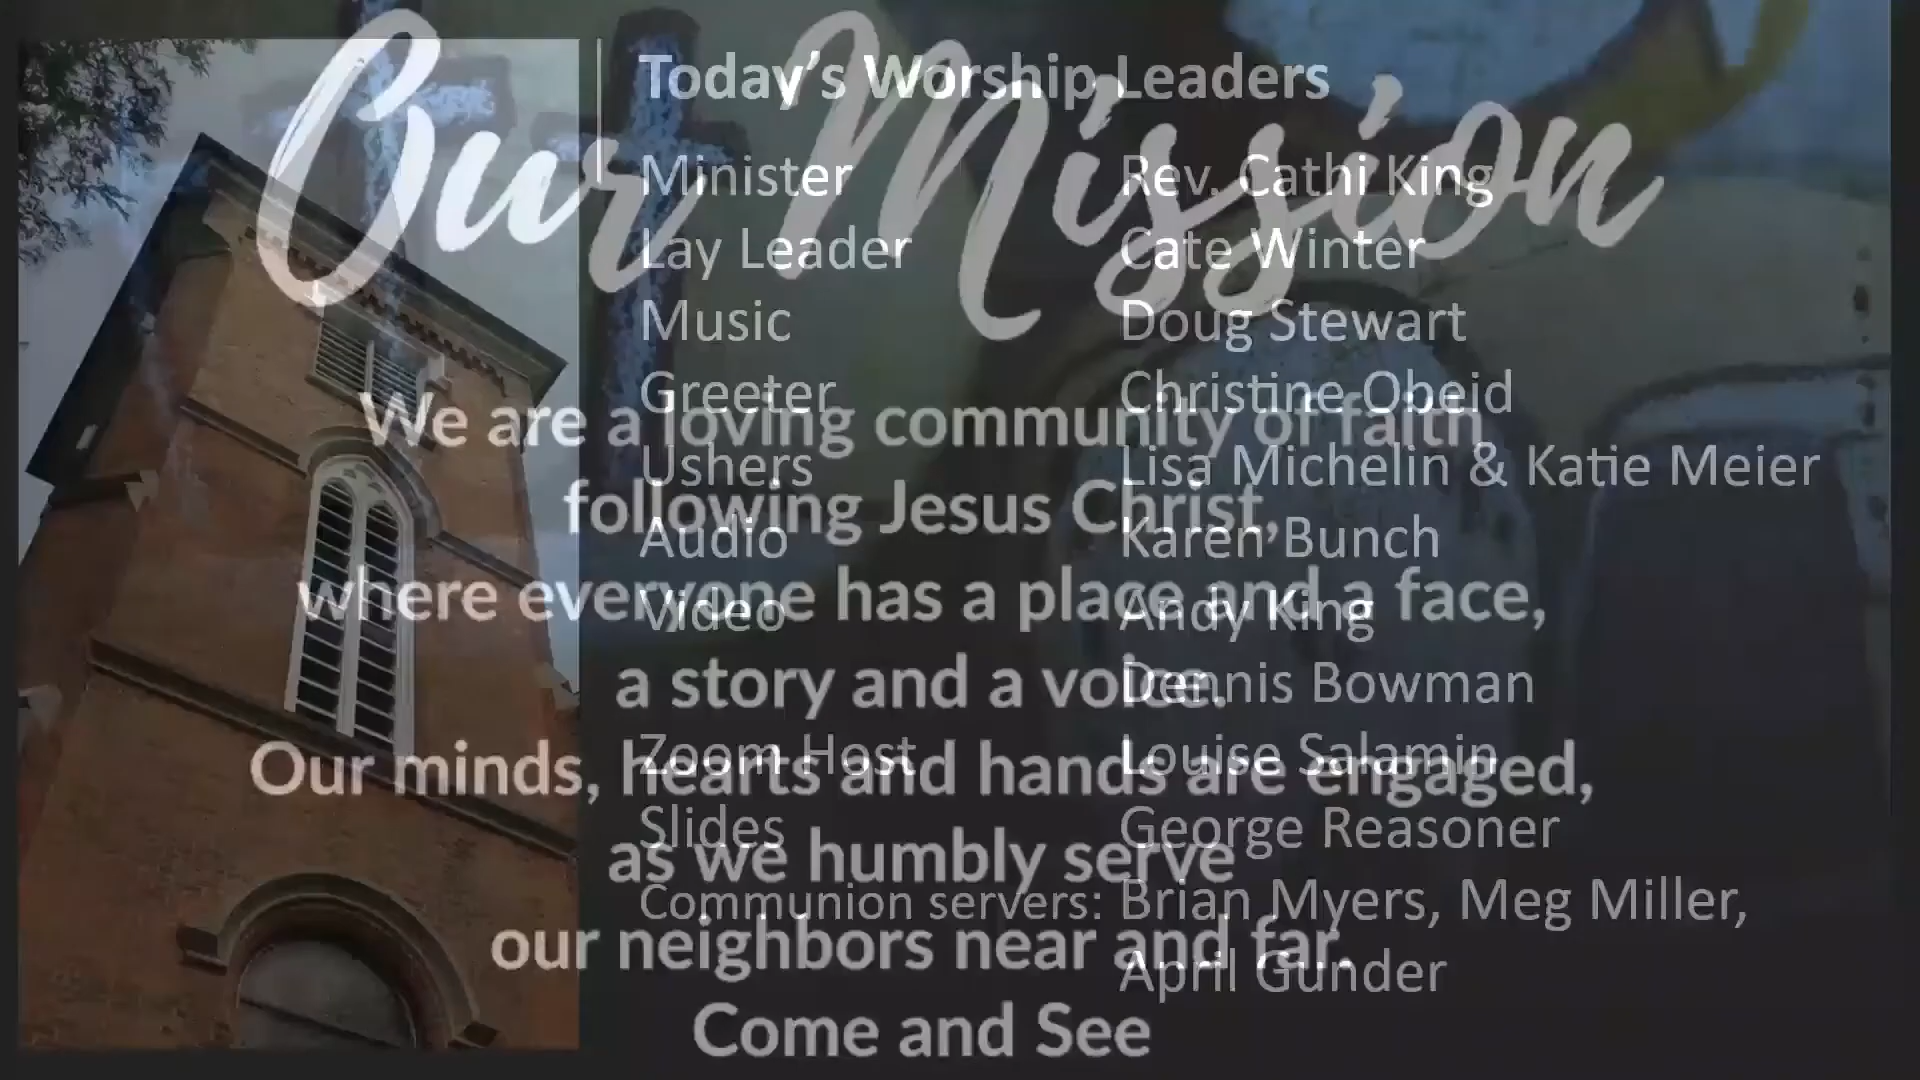 Our Mission
We are a loving community of faith
following Jesus Christ,
where everyone has a place and a face,
a story and a voice.
Our minds, hearts and hands are engaged,
as we humbly serve
our neighbors near and far.
Come and See
Today's Worship Leaders
Minister Rev. Cathi King
Lay Leader Cate Winter
Music Doug Stewart
Greeter Christine Obeid
Ushers Lisa Michelin & Katie Meier
Audio Karen Bunch
Video Andy King
Dennis Bowman
Zoom Host Louise Salamin
Slides George Reasoner
Communion servers: Brian Myers, Meg Miller,
April Gunder